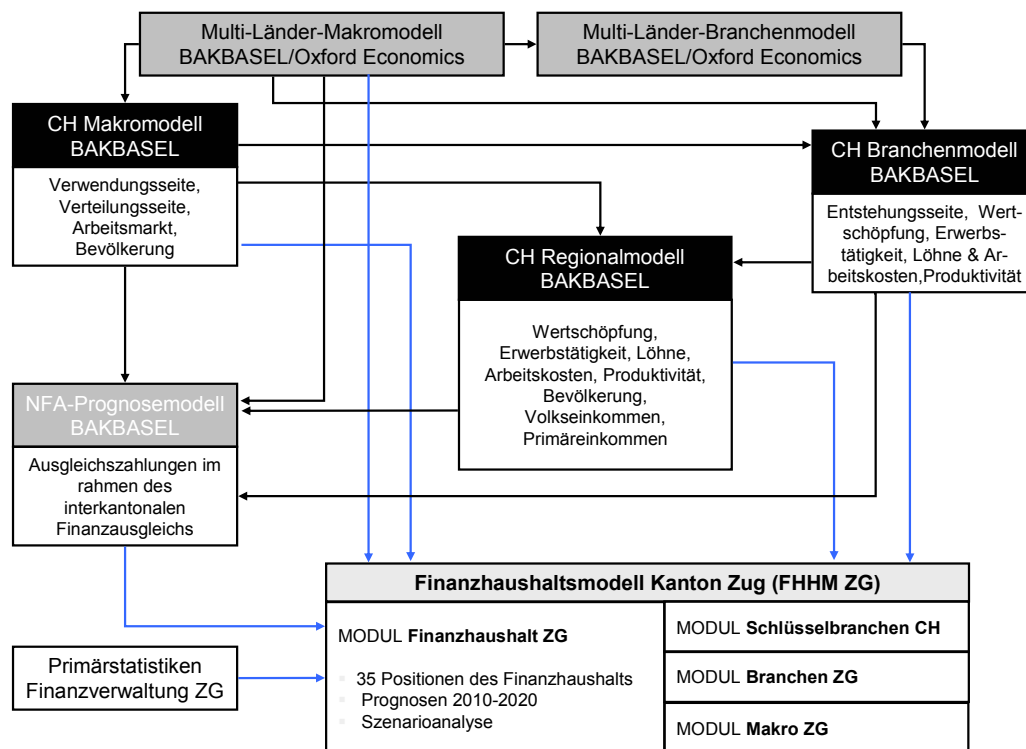 Multi-Länder-Makromodell
BAKBASEL/Oxford Economics
Multi-Länder-Branchenmodell
BAKBASEL/Oxford Economics
CH Makromodell
BAKBASEL
Verwendungsseite,
Verteilungsseite,
Arbeitsmarkt,
Bevölkerung
CH Branchenmodell
BAKBASEL
Entstehungsseite, Wert-
schöpfung, Erwerbs-
tätigkeit, Löhne & Ar-
beitskosten,Produktivität
CH Regionalmodell
BAKBASEL
Wertschöpfung,
Erwerbstätigkeit, Löhne,
Arbeitskosten, Produktivität,
Bevölkerung,
Volkseinkommen,
Primäreinkommen
NFA-Prognosemodell
BAKBASEL
Ausgleichszahlungen im
rahmen des
interkantonalen
Finanzausgleichs
Primärstatistiken
Finanzverwaltung ZG
Finanzhaushaltsmodell Kanton Zug (FHHM ZG)
MODUL Finanzhaushalt ZG
35 Positionen des Finanzhaushalts
Prognosen 2010-2020
Szenarioanalyse
MODUL Schlüsselbranchen CH
MODUL Branchen ZG
MODUL Makro ZG